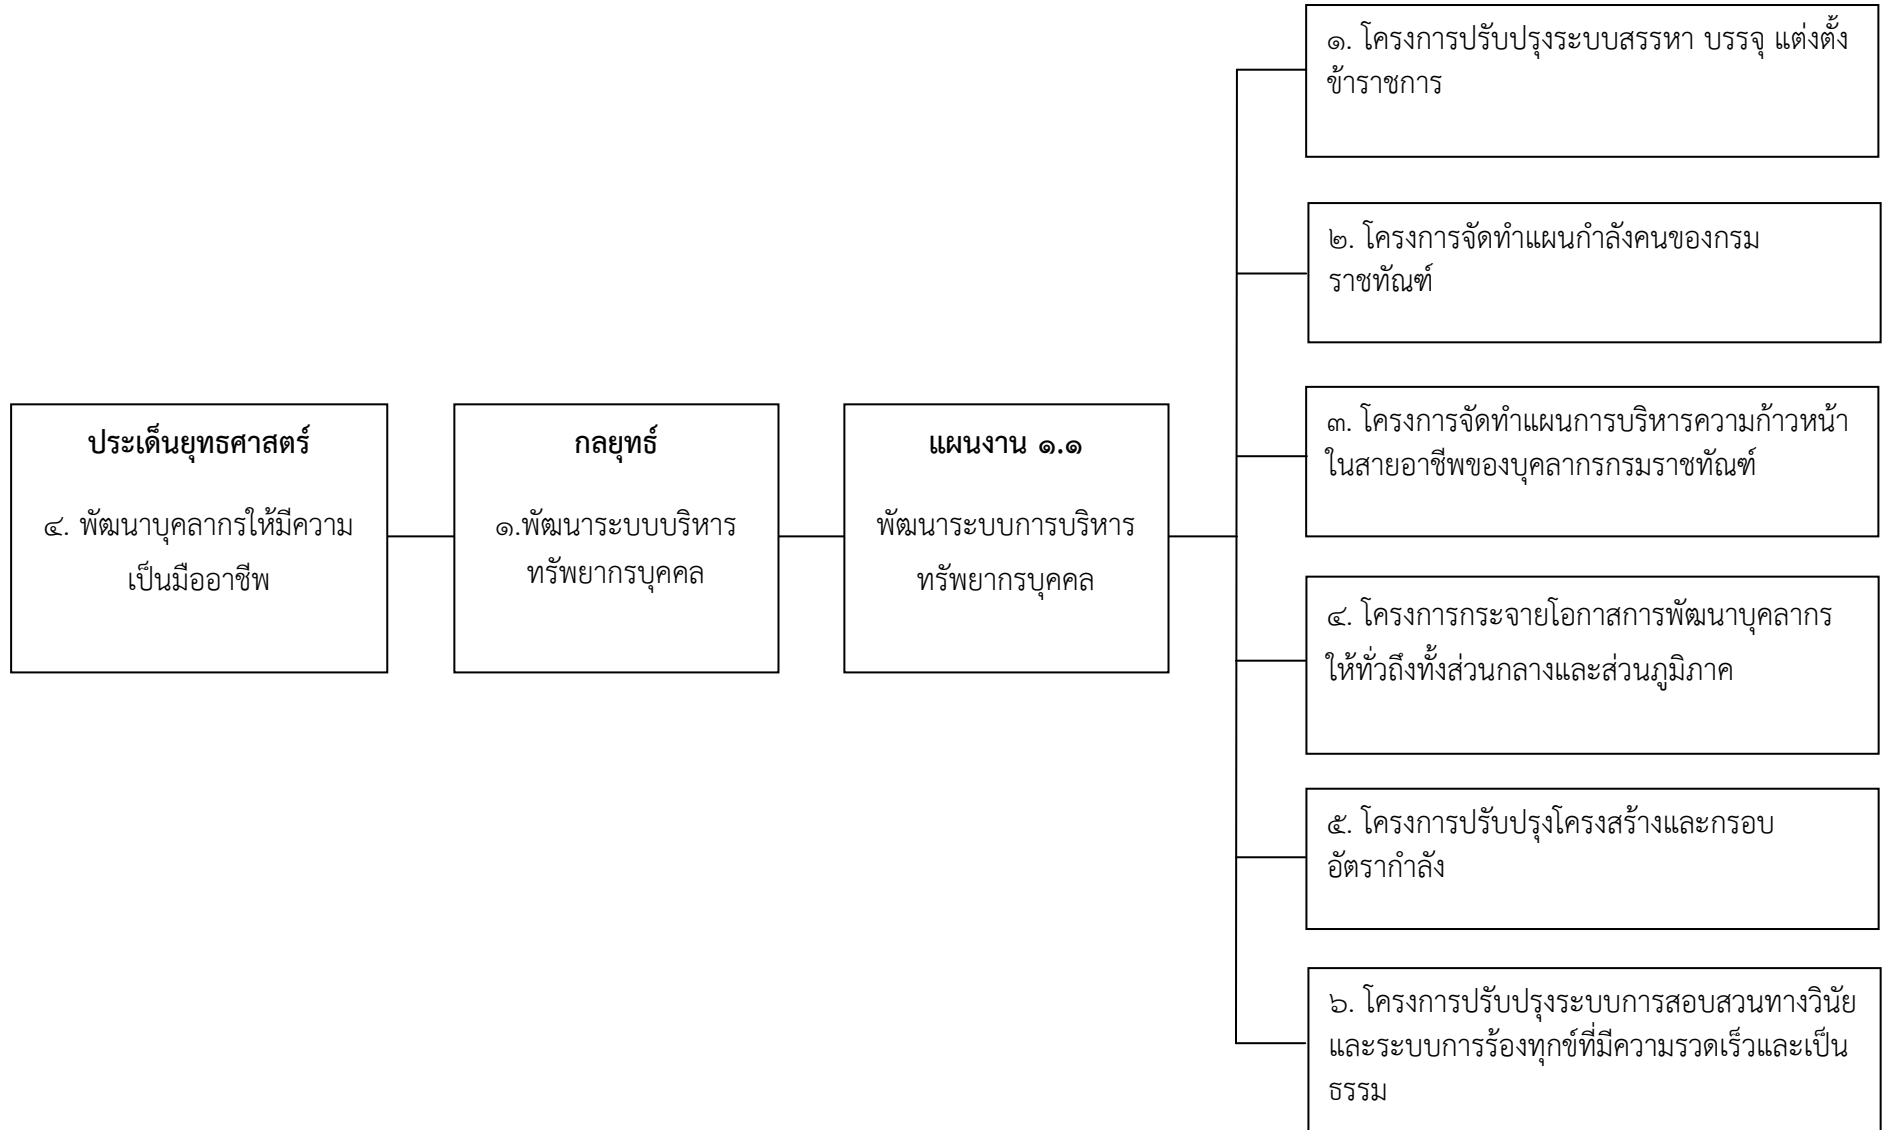 ประเด็นยุทธศาสตร์
๔. พัฒนาบุคลากรให้มีความ
เป็นมืออาชีพ
กลยุทธ์
๑.พัฒนาระบบบริหาร
ทรัพยากรบุคคล
แผนงาน ๑.๑
พัฒนาระบบการบริหาร
ทรัพยากรบุคคล
๑. โครงการปรับปรุงระบบสรรหา บรรจุ แต่งตั้ง
ข้าราชการ
๒. โครงการจัดทำแผนกำลังคนของกรม
ราชทัณฑ์
๓. โครงการจัดทำแผนการบริหารความก้าวหน้า
ในสายอาชีพของบุคลากรกรมราชทัณฑ์
๔. โครงการกระจายโอกาสการพัฒนาบุคลากร
ให้ทั่วถึงทั้งส่วนกลางและส่วนภูมิภาค
๕. โครงการปรับปรุงโครงสร้างและกรอบ
อัตรากำลัง
๖. โครงการปรับปรุงระบบการสอบสวนทางวินัย
และระบบการร้องทุกข์ที่มีความรวดเร็วและเป็น
ธรรม